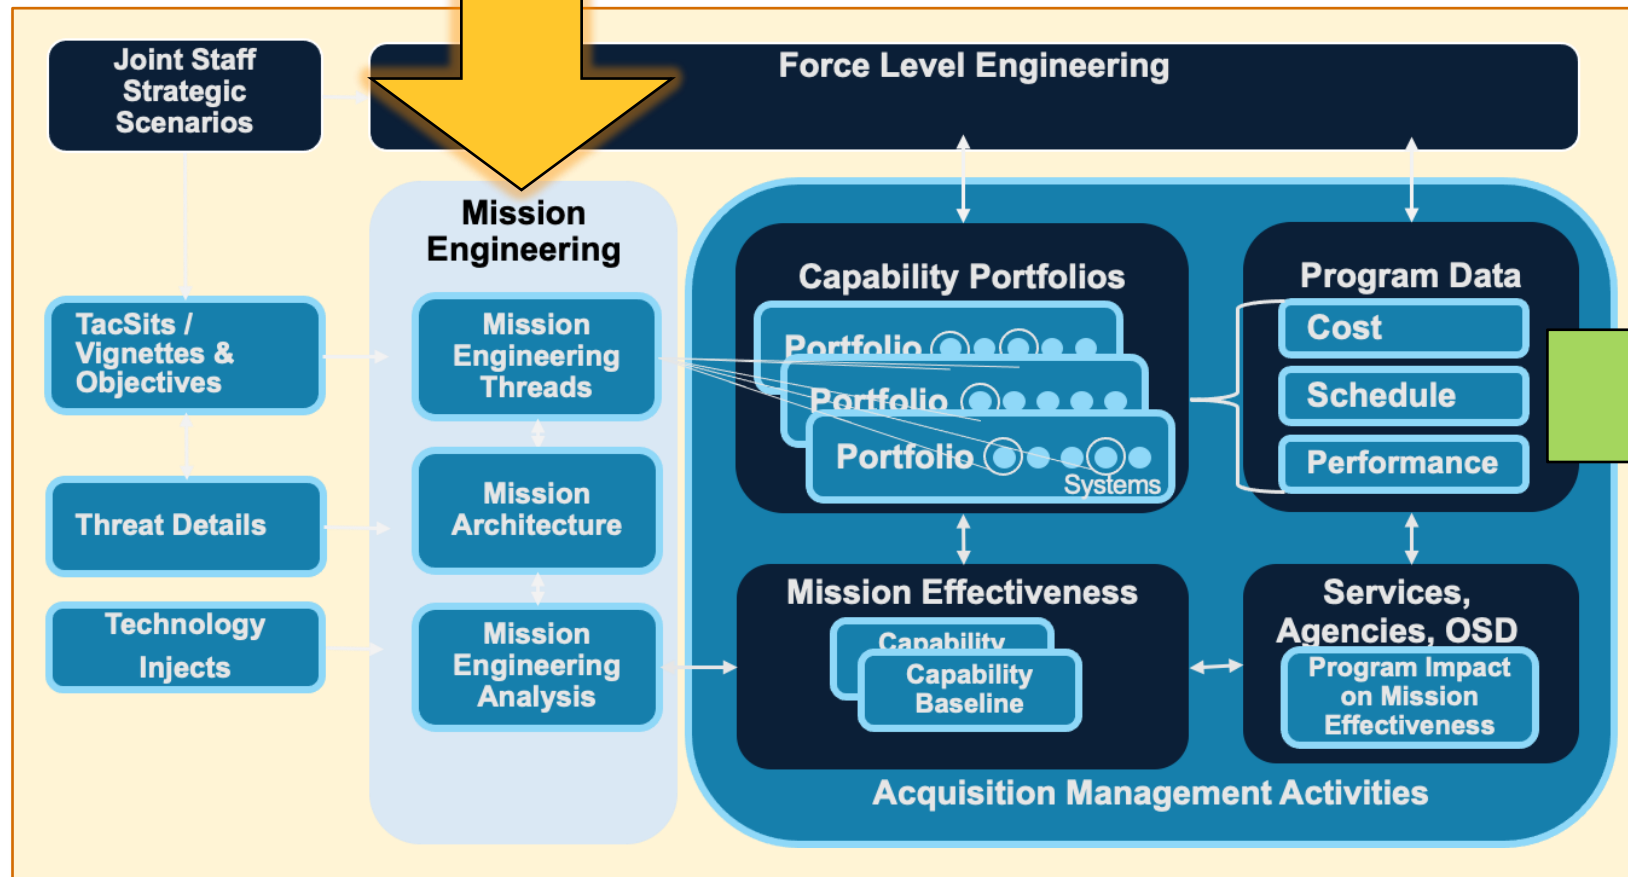 Joint Staff
Strategic
Scenarios
Force Level Engineering
Mission
Engineering
TacSits /
Vignettes &
Objectives
Threat Details
Technology
Injects
Mission
Engineering
Threads
Mission
Architecture
Mission
Engineering
Analysis
Capability Portfolios
Portfolio
Portfolio
Portfolio
Systems
Program Data
Cost
Schedule
Performance
Mission Effectiveness
Capability
Capability
Baseline
Services,
Agencies, OSD
Program Impact
on Mission
Effectiveness
Acquisition Management Activities